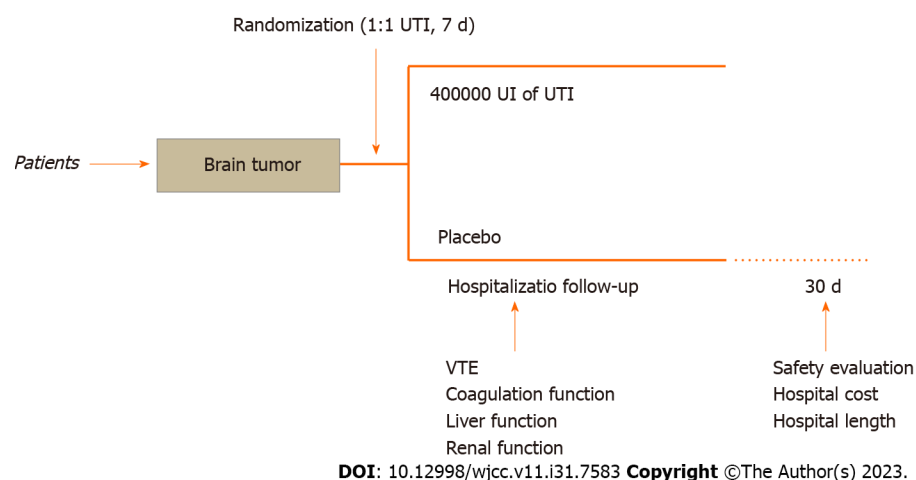 Randomization (1:1 UTI, 7 d)
400000 UI of UTI
Patients
Brain tumor
Placebo
Hospitalizatio follow-up
30 d
VTE
Coagulation function
Liver function
Renal function
Safety evaluation
Hospital cost
Hospital length
DOI: 10.12998/wjcc.v11.i31.7583 Copyright ©The Author(s) 2023.